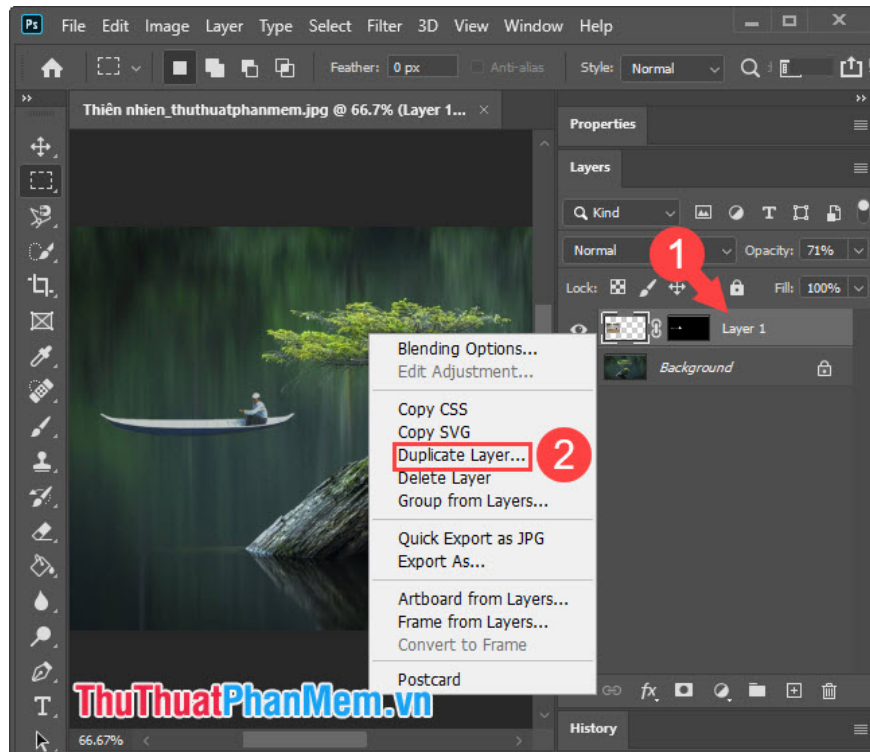 Ps File Edit Image Layer Type Select Filter 3D View Window Help
Feather: 0 px Anti-alias Style: Normal
Thiên nhien_thuthuatphanmem.jpg @ 66.7% (Layer 1... ×
Properties
Layers
Kind
Normal Opacity: 71%
1
Lock: Fill: 100%
Layer 1
Background
Blending Options...
Edit Adjustment...
Copy CSS
Copy SVG
Duplicate Layer...
2
Delete Layer
Group from Layers...
Quick Export as JPG
Export As...
Artboard from Layers...
Frame from Layers...
Convert to Frame
Postcard
fx
ThuThuatPhanMem.vn
History
66.67%